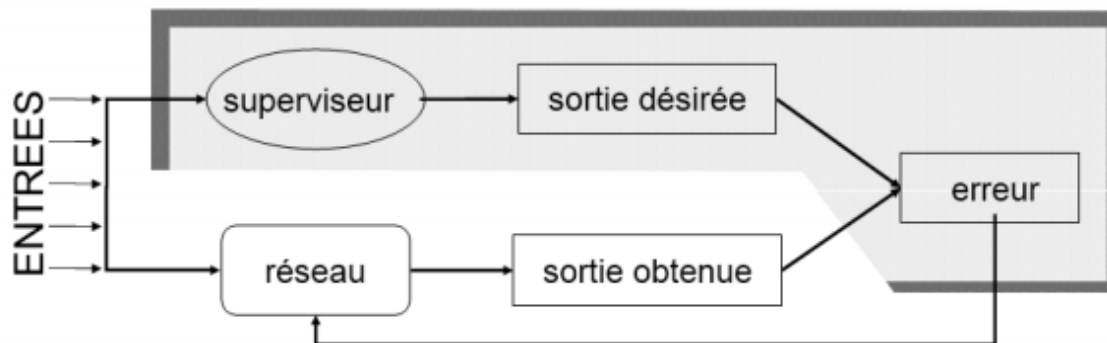 ENTREES
superviseur
sortie désirée
erreur
réseau
sortie obtenue